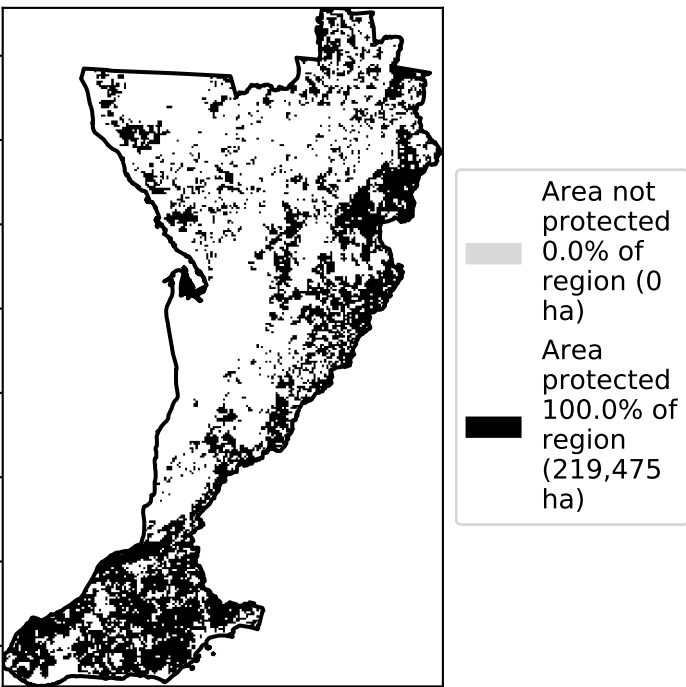 Area not
protected
0.0% of
region (0
ha)
Area
protected
100.0% of
region
(219,475
ha)